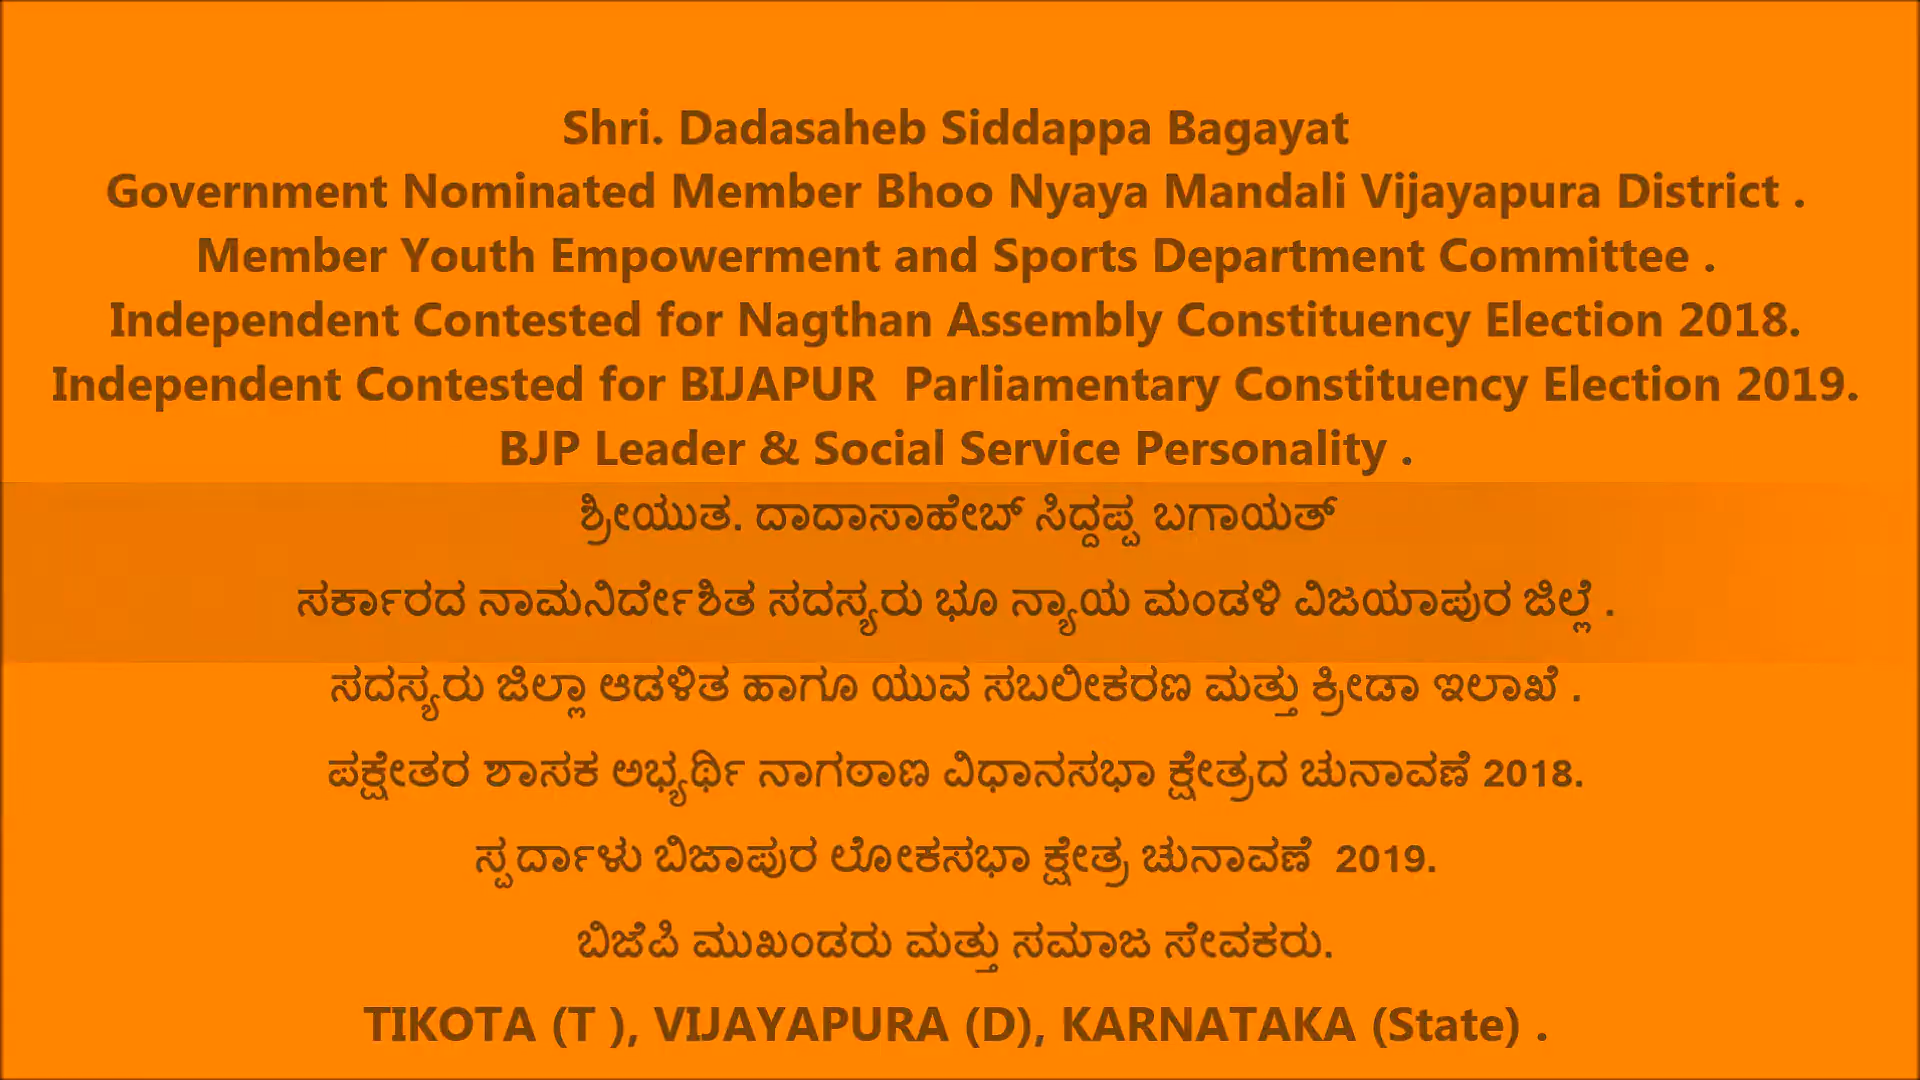 Shri. Dadasaheb Siddappa Bagayat
Government Nominated Member Bhoo Nyaya Mandali Vijayapura District .
Member Youth Empowerment and Sports Department Committee .
Independent Contested for Nagthan Assembly Constituency Election 2018.
Independent Contested for BIJAPUR  Parliamentary Constituency Election 2019.
BJP Leader & Social Service Personality .
ಶ್ರೀಯುತ. ದಾದಾಸಾಹೇಬ್ ಸಿದ್ದಪ್ಪ ಬಗಾಯತ್
ಸರ್ಕಾರದ ನಾಮನಿರ್ದೇಶಿತ ಸದಸ್ಯರು ಭೂ ನ್ಯಾಯ ಮಂಡಳಿ ವಿಜಯಾಪುರ ಜಿಲ್ಲೆ .
ಸದಸ್ಯರು ಜಿಲ್ಲಾ ಆಡಳಿತ ಹಾಗೂ ಯುವ ಸಬಲೀಕರಣ ಮತ್ತು ಕ್ರೀಡಾ ಇಲಾಖೆ .
ಪಕ್ಷೇತರ ಶಾಸಕ ಅಭ್ಯರ್ಥಿ ನಾಗಠಾಣ ವಿಧಾನಸಭಾ ಕ್ಷೇತ್ರದ ಚುನಾವಣೆ 2018.
ಸ್ಪರ್ದಾಳು ಬಿಜಾಪುರ ಲೋಕಸಭಾ ಕ್ಷೇತ್ರ ಚುನಾವಣೆ  2019.
ಬಿಜೆಪಿ ಮುಖಂಡರು ಮತ್ತು ಸಮಾಜ ಸೇವಕರು.
TIKOTA (T ), VIJAYAPURA (D), KARNATAKA (State) .